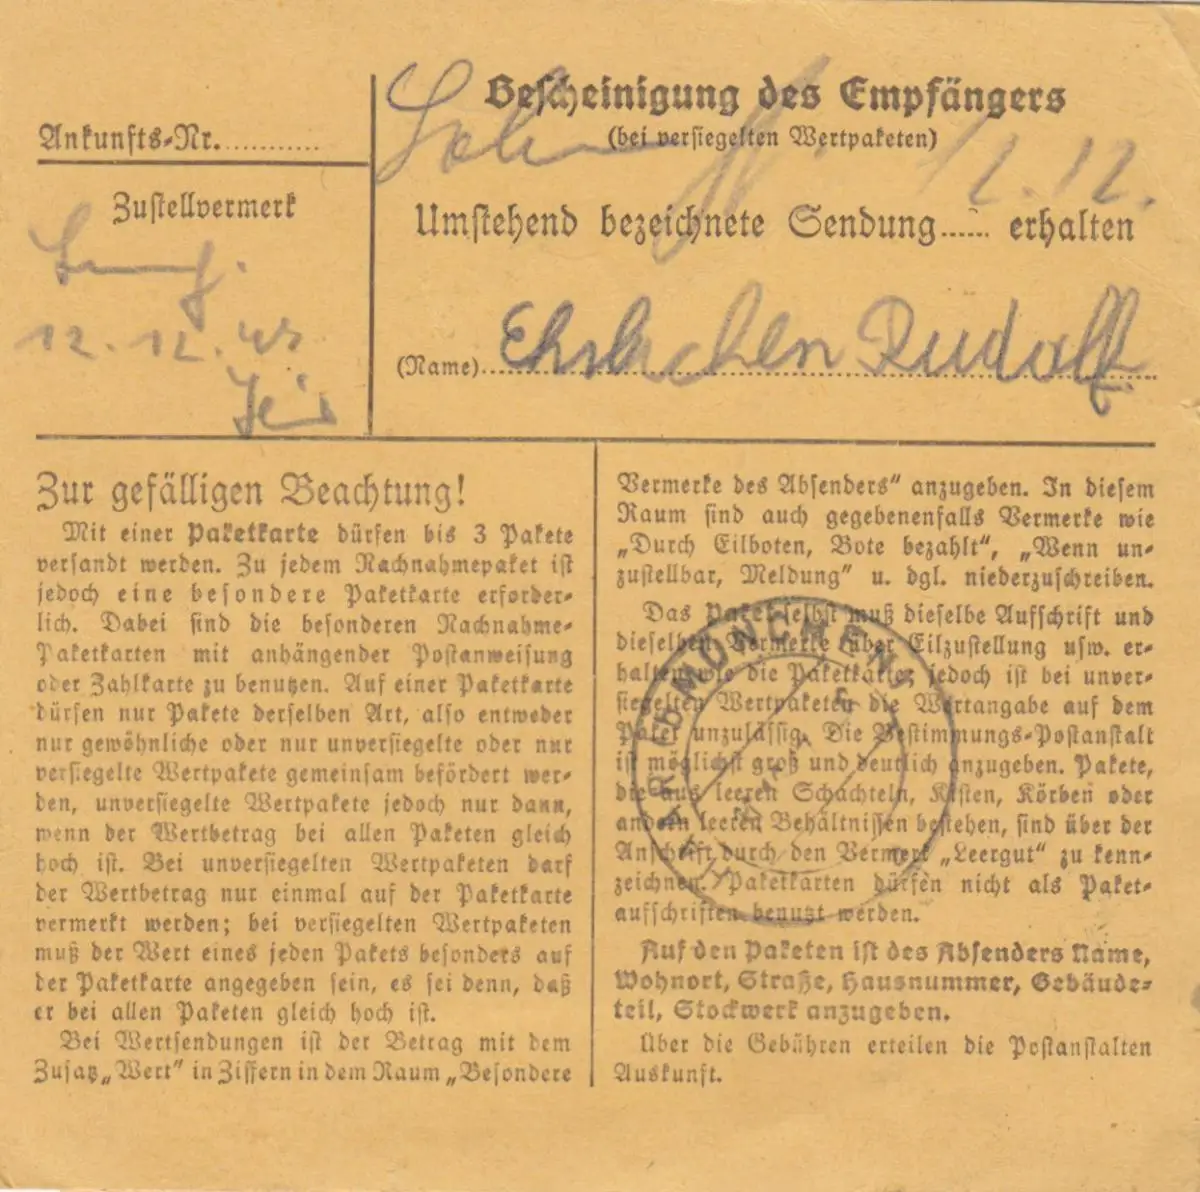 Ankunfts-Nr. ............
Zustellvermerk
12.12.
Bescheinigung des Empfängers
(bei versiegelten Wertpaketen)
12.12.
Umstehend bezeichnete Sendung ...... erhalten
(Name) Rudolf
Zur gefälligen Beachtung!
Mit einer Paketkarte dürfen bis 3 Pakete
versandt werden. Zu jedem Nachnahmepaket ist
jedoch eine besondere Paketkarte erforder-
lich. Dabei sind die besonderen Nachnahme-
Paketkarten mit anhängender Postanweisung
oder Zahlkarte zu benutzen. Auf einer Paketkarte
dürfen nur Pakete derselben Art, also entweder
nur gewöhnliche oder nur unversiegelte oder nur
versiegelte Wertpakete gemeinsam befördert wer-
den, unversiegelte Wertpakete jedoch nur dann,
wenn der Wertbetrag bei allen Paketen gleich
hoch ist. Bei unversiegelten Wertpaketen darf
der Wertbetrag nur einmal auf der Paketkarte
vermerkt werden; bei versiegelten Wertpaketen
muß der Wert eines jeden Pakets besonders auf
der Paketkarte angegeben sein, es sei denn, daß
er bei allen Paketen gleich hoch ist.
Bei Wertsendungen ist der Betrag mit dem
Zusatz „Wert" in Ziffern in dem Raum „Besondere
Vermerke des Absenders" anzugeben. In diesem
Raum sind auch gegebenenfalls Vermerke wie
„Durch Eilboten, Bote bezahlt", „Wenn un-
zustellbar, Meldung" u. dgl. niederzuschreiben.
Das Paket selbst muß dieselbe Aufschrift und
dieselben Vermerke über Eilzustellung usw. er-
halten wie die Paketkarte; jedoch ist bei unver-
siegelten Wertpaketen die Wertangabe auf dem
Paket unzulässig. Die Bestimmungs-Postanstalt
ist möglichst groß und deutlich anzugeben. Pakete,
die aus leeren Schachteln, Kisten, Körben oder
andern leeren Behältnissen bestehen, sind über der
Anschrift durch den Vermerk „Leergut" zu kenn-
zeichnen. Paketkarten dürfen nicht als Paket-
aufschriften benutzt werden.
Auf den Paketen ist des Absenders Name,
Wohnort, Straße, Hausnummer, Gebäude-
teil, Stockwerk anzugeben.
Über die Gebühren erteilen die Postanstalten
Auskunft.
MÜNCHEN